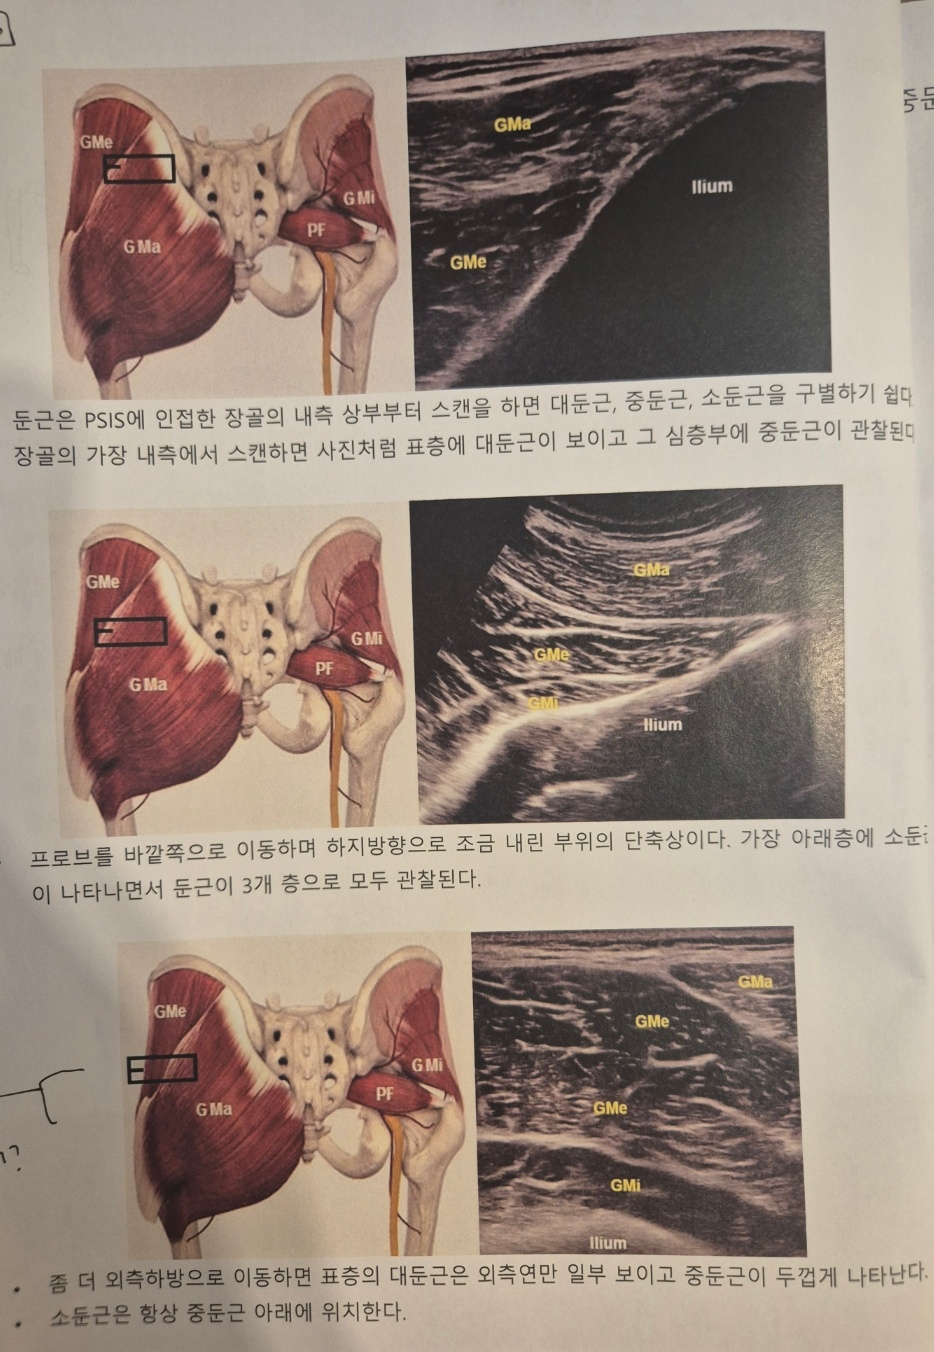 중둔
GMe
G Ma
G Mi
PF
GMa
GMe
Ilium
둔근은 PSIS에 인접한 장골의 내측 상부부터 스캔을 하면 대둔근, 중둔근, 소둔근을 구별하기 쉽다
장골의 가장 내측에서 스캔하면 사진처럼 표층에 대둔근이 보이고 그 심층부에 중둔근이 관찰된다
GMe
G Ma
G Mi
PF
GMa
GMe
GMi
Ilium
프로브를 바깥쪽으로 이동하며 하지방향으로 조금 내린 부위의 단축상이다. 가장 아래층에 소둔근
이 나타나면서 둔근이 3개 층으로 모두 관찰된다.
GMe
G Ma
G Mi
PF
GMa
GMe
GMe
GMi
Ilium
• 좀 더 외측하방으로 이동하면 표층의 대둔근은 외측연만 일부 보이고 중둔근이 두껍게 나타난다.
• 소둔근은 항상 중둔근 아래에 위치한다.